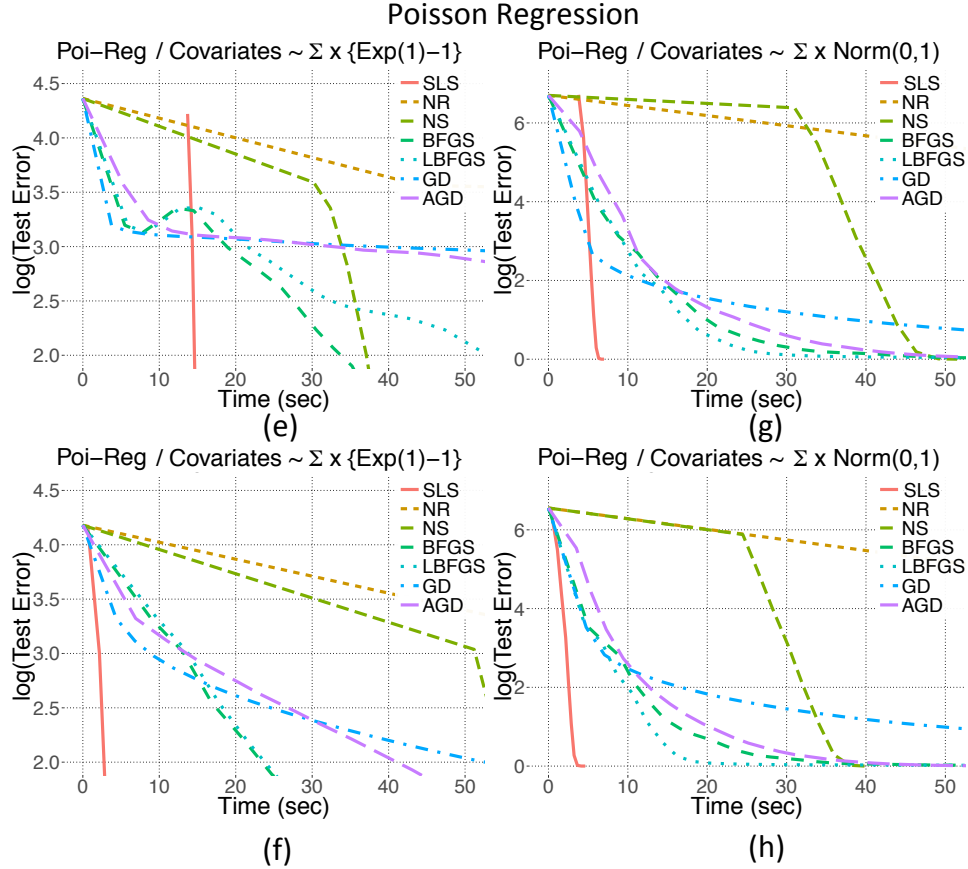 Poisson Regression
Poi−Reg / Covariates ~ Σ x {Exp(1)−1}
4.5
4.0
3.5
3.0
2.5
2.0
log(Test Error)
SLS
NR
NS
BFGS
LBFGS
GD
AGD
0 10 20 30 40 50
Time (sec)
(e)
Poi−Reg / Covariates ~ Σ x Norm(0,1)
6
4
2
0
log(Test Error)
SLS
NR
NS
BFGS
LBFGS
GD
AGD
0 10 20 30 40 50
Time (sec)
(g)
Poi−Reg / Covariates ~ Σ x {Exp(1)−1}
4.5
4.0
3.5
3.0
2.5
2.0
log(Test Error)
SLS
NR
NS
BFGS
LBFGS
GD
AGD
0 10 20 30 40 50
Time (sec)
(f)
Poi−Reg / Covariates ~ Σ x Norm(0,1)
6
4
2
0
log(Test Error)
SLS
NR
NS
BFGS
LBFGS
GD
AGD
0 10 20 30 40 50
Time (sec)
(h)